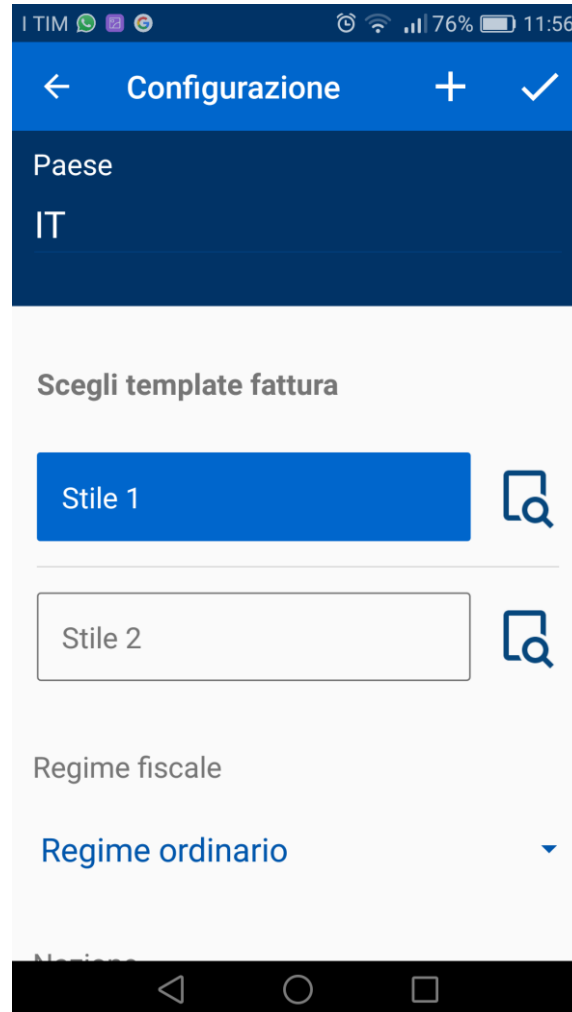 I TIM 76% 11:56
Configurazione
Paese
IT
Scegli template fattura
Stile 1
Stile 2
Regime fiscale
Regime ordinario